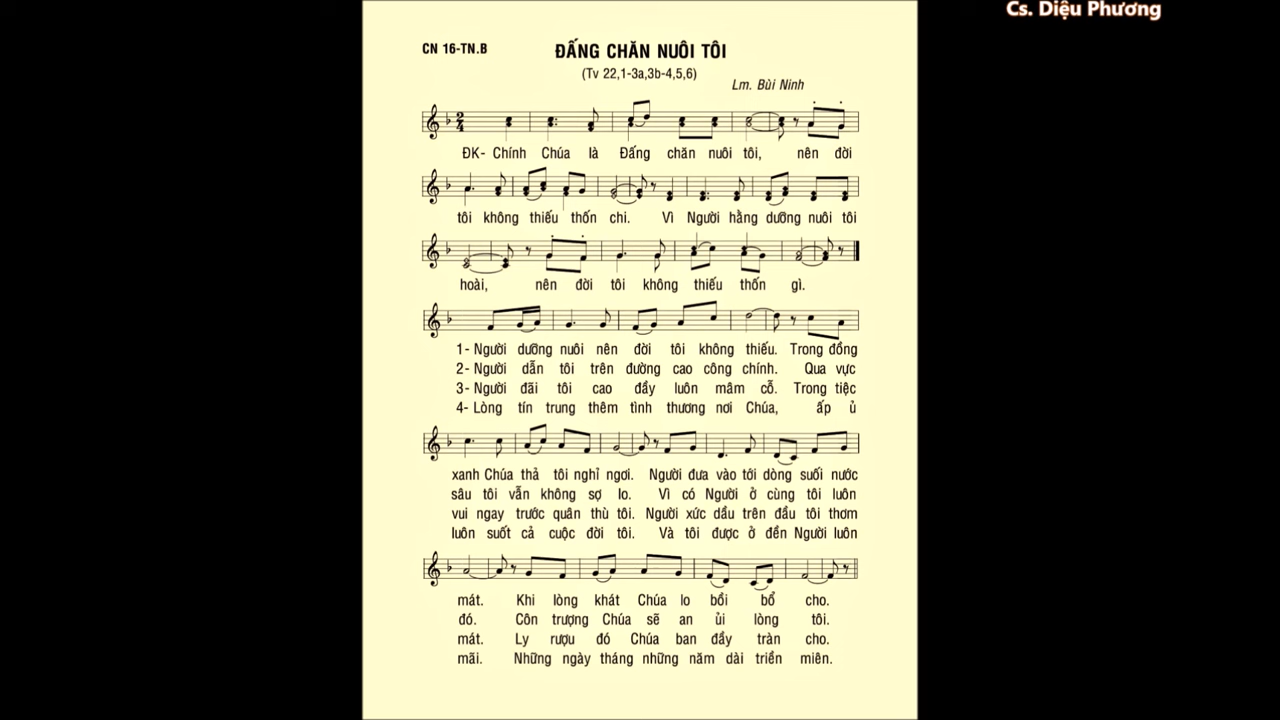 Cs. Diệu Phương
CN 16-TN.B
ĐẤNG CHĂN NUÔI TÔI
(Tv 22,1-3a,3b-4,5,6)
Lm. Bùi Ninh
ĐK- Chính Chúa là Đấng chăn nuôi tôi, nên đời
tôi không thiếu thốn chi. Vì Người hằng dưỡng nuôi tôi
hoài, nên đời tôi không thiếu thốn gì.
1- Người dưỡng nuôi nên đời tôi không thiếu. Trong đồng
2- Người dẫn tôi trên đường cao công chính. Qua vực
3- Người đãi tôi cao đầy luôn mâm cỗ. Trong tiệc
4- Lòng tín trung thêm tình thương nơi Chúa, ấp ủ
xanh Chúa thả tôi nghỉ ngơi. Người đưa vào tới dòng suối nước
sâu tôi vẫn không sợ lo. Vì có Người ở cùng tôi luôn
vui ngay trước quân thù tôi. Người xức dầu trên đầu tôi thơm
luôn suốt cả cuộc đời tôi. Và tôi được ở đền Người luôn
mát. Khi lòng khát Chúa lo bồi bổ cho.
đó. Côn trượng Chúa sẽ an ủi lòng tôi.
mát. Ly rượu đó Chúa ban đầy tràn cho.
mãi. Những ngày tháng những năm dài triền miên.